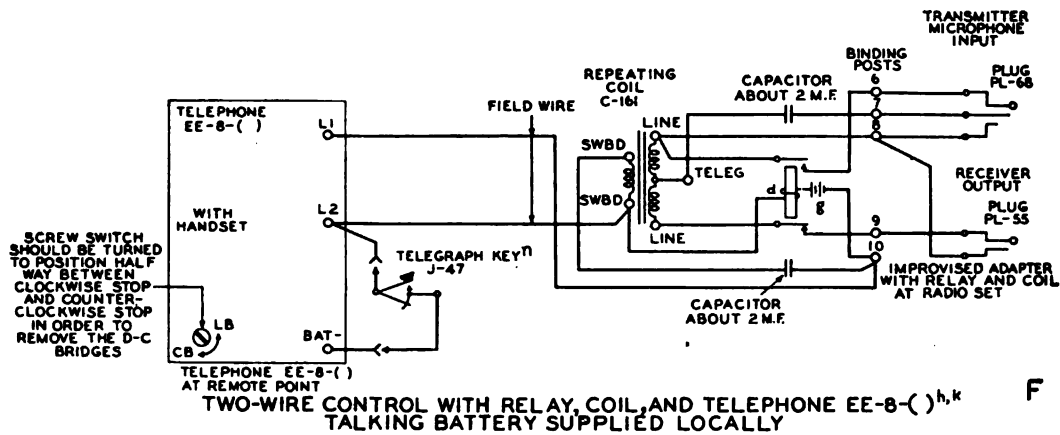 TRANSMITTER
MICROPHONE
INPUT
BINDING
POSTS
6
7
8
PLUG
PL-68
REPEATING
COIL
C-161
CAPACITOR
ABOUT 2 M.F.
TELEPHONE
EE-8-( )
L1
FIELD WIRE
LINE
SWBD
TELEG
SWBD
LINE
d
g
RECEIVER
OUTPUT
PLUG
PL-55
9
10
WITH
HANDSET
L2
SCREW SWITCH
SHOULD BE TURNED
TO POSITION HALF
WAY BETWEEN
CLOCKWISE STOP
AND COUNTER-
CLOCKWISE STOP
IN ORDER TO
REMOVE THE D-C
BRIDGES
TELEGRAPH KEYⁿ
J-47
CAPACITOR
ABOUT 2 M.F.
IMPROVISED ADAPTER
WITH RELAY AND COIL
AT RADIO SET
LB
CB
BAT-
TELEPHONE EE-8-( )
AT REMOTE POINT
TWO-WIRE CONTROL WITH RELAY, COIL, AND TELEPHONE EE-8-( )ʰ,ᵏ
TALKING BATTERY SUPPLIED LOCALLY
F